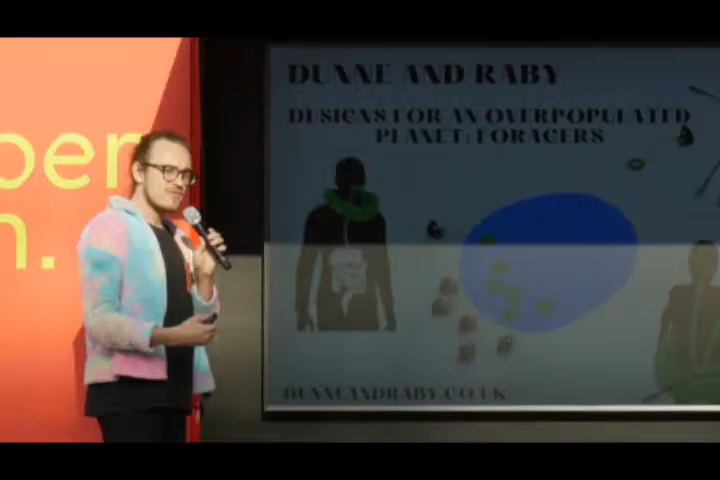 DUNNE AND RABY
DESIGNS FOR AN OVERPOPULATED
PLANET: FORAGERS
pen
n.
DUNNEANDRABY.CO.UK